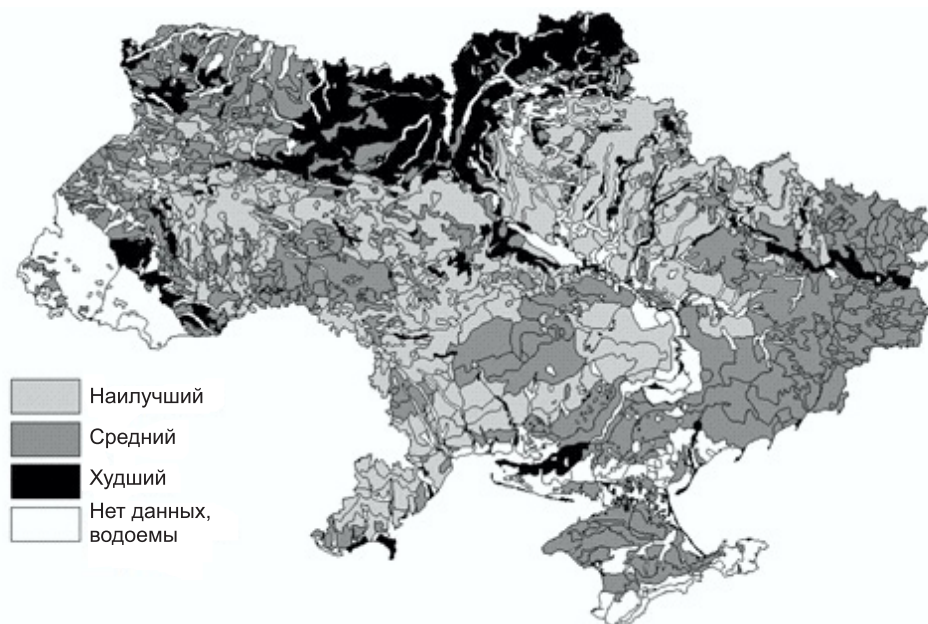 Наилучший
Средний
Худший
Нет данных,
водоемы